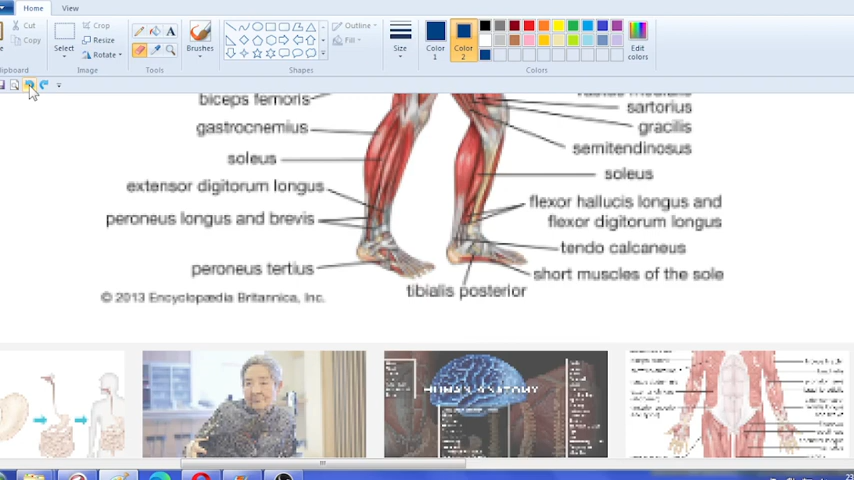 Home
View
Cut
Copy
Clipboard
Select
Crop
Resize
Rotate
Image
A
Tools
Brushes
Shapes
Outline
Fill
Size
Color
1
Color
2
Edit
colors
Colors
biceps femoris
gastrocnemius
soleus
extensor digitorum longus
peroneus longus and brevis
peroneus tertius
© 2013 Encyclopædia Britannica, Inc.
sartorius
gracilis
semitendinosus
soleus
flexor hallucis longus and
flexor digitorum longus
tendo calcaneus
short muscles of the sole
tibialis posterior
HUMAN ANATOMY